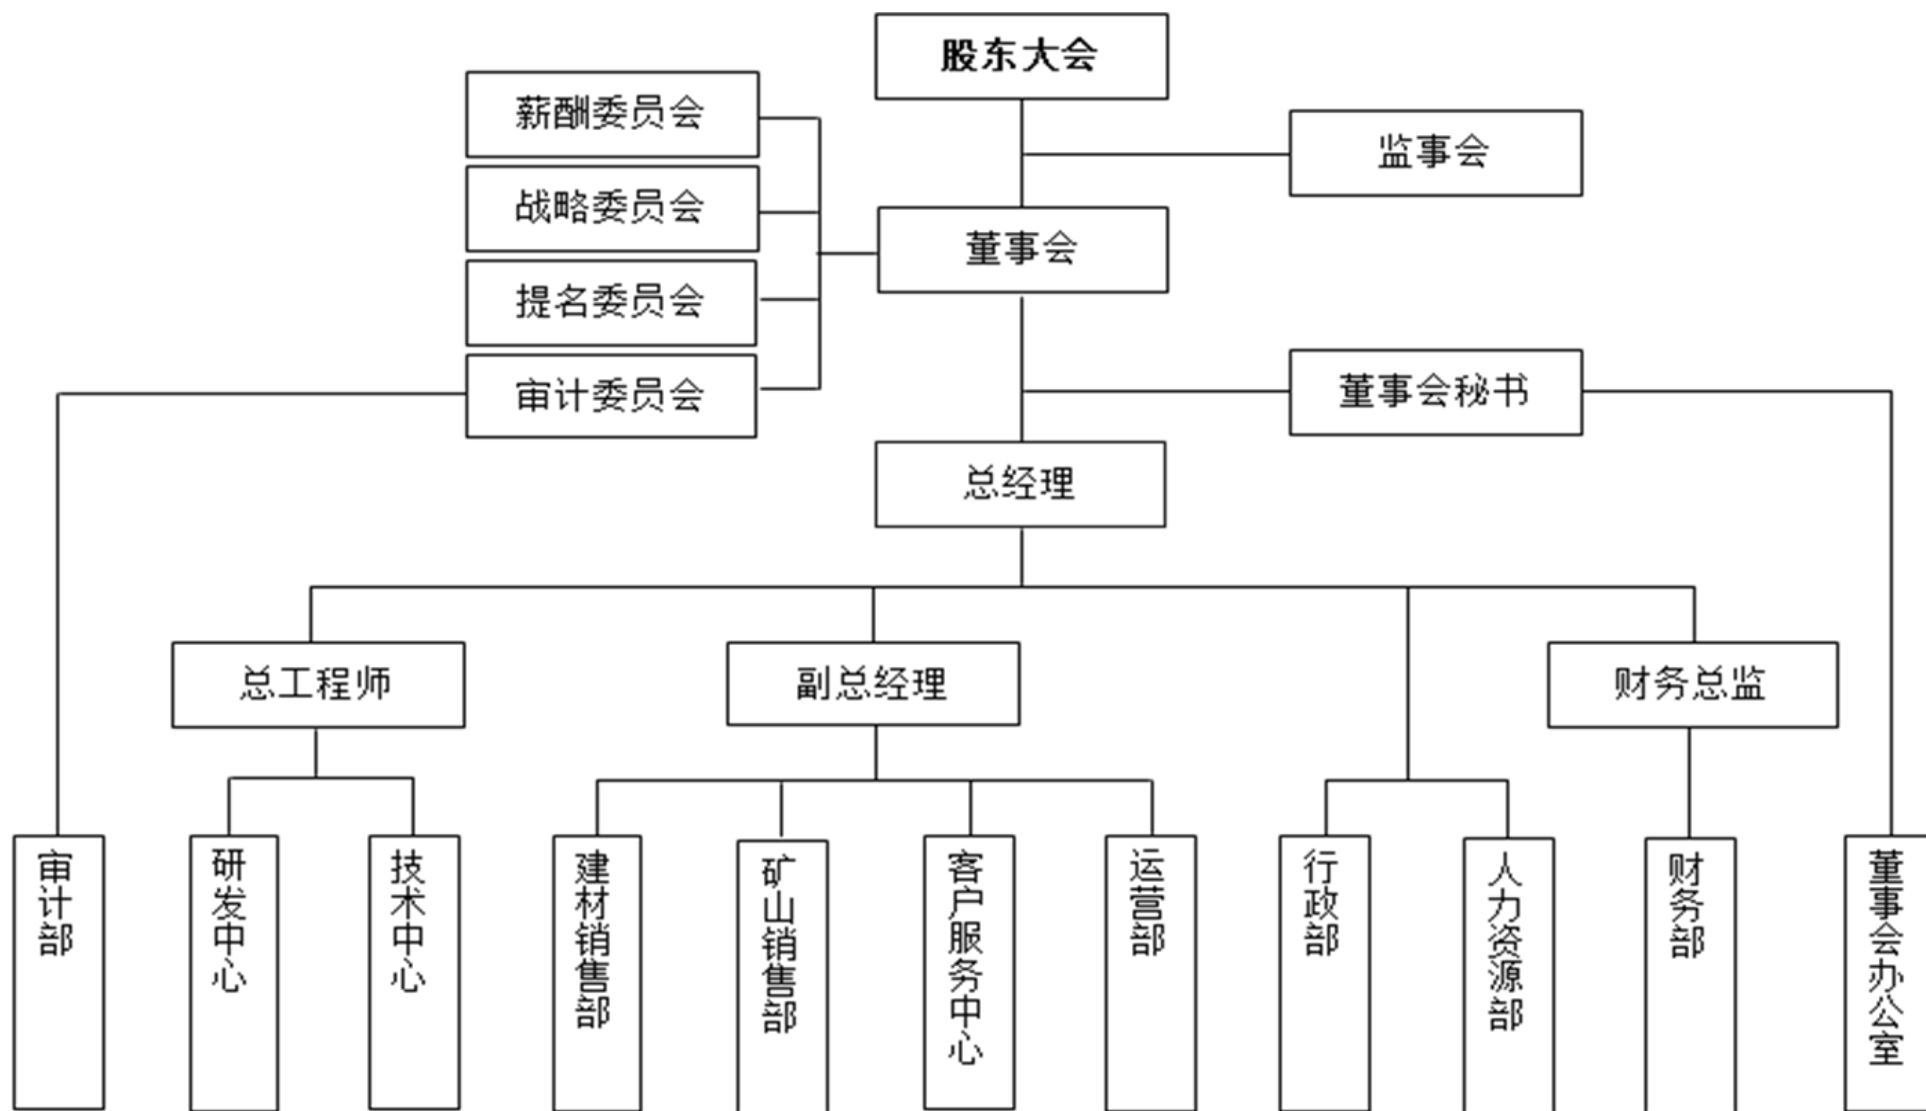 股东大会
薪酬委员会
监事会
战略委员会
董事会
提名委员会
审计委员会
董事会秘书
总经理
总工程师
副总经理
财务总监
审计部
研发中心
技术中心
建材销售部
矿山销售部
客户服务中心
运营部
行政部
人力资源部
财务部
董事会办公室